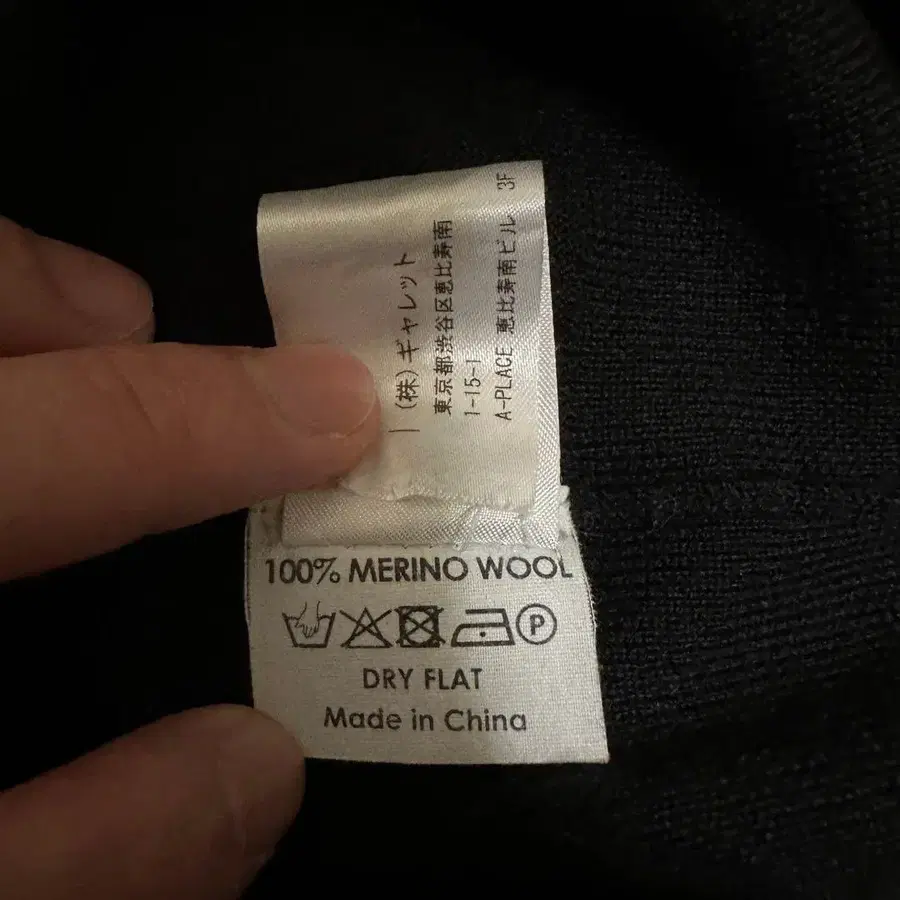 (株)ギャレット
東京都渋谷区恵比寿南
1-15-1
A-PLACE 恵比寿南ビル 3F
100% MERINO WOOL
P
DRY FLAT
Made in China